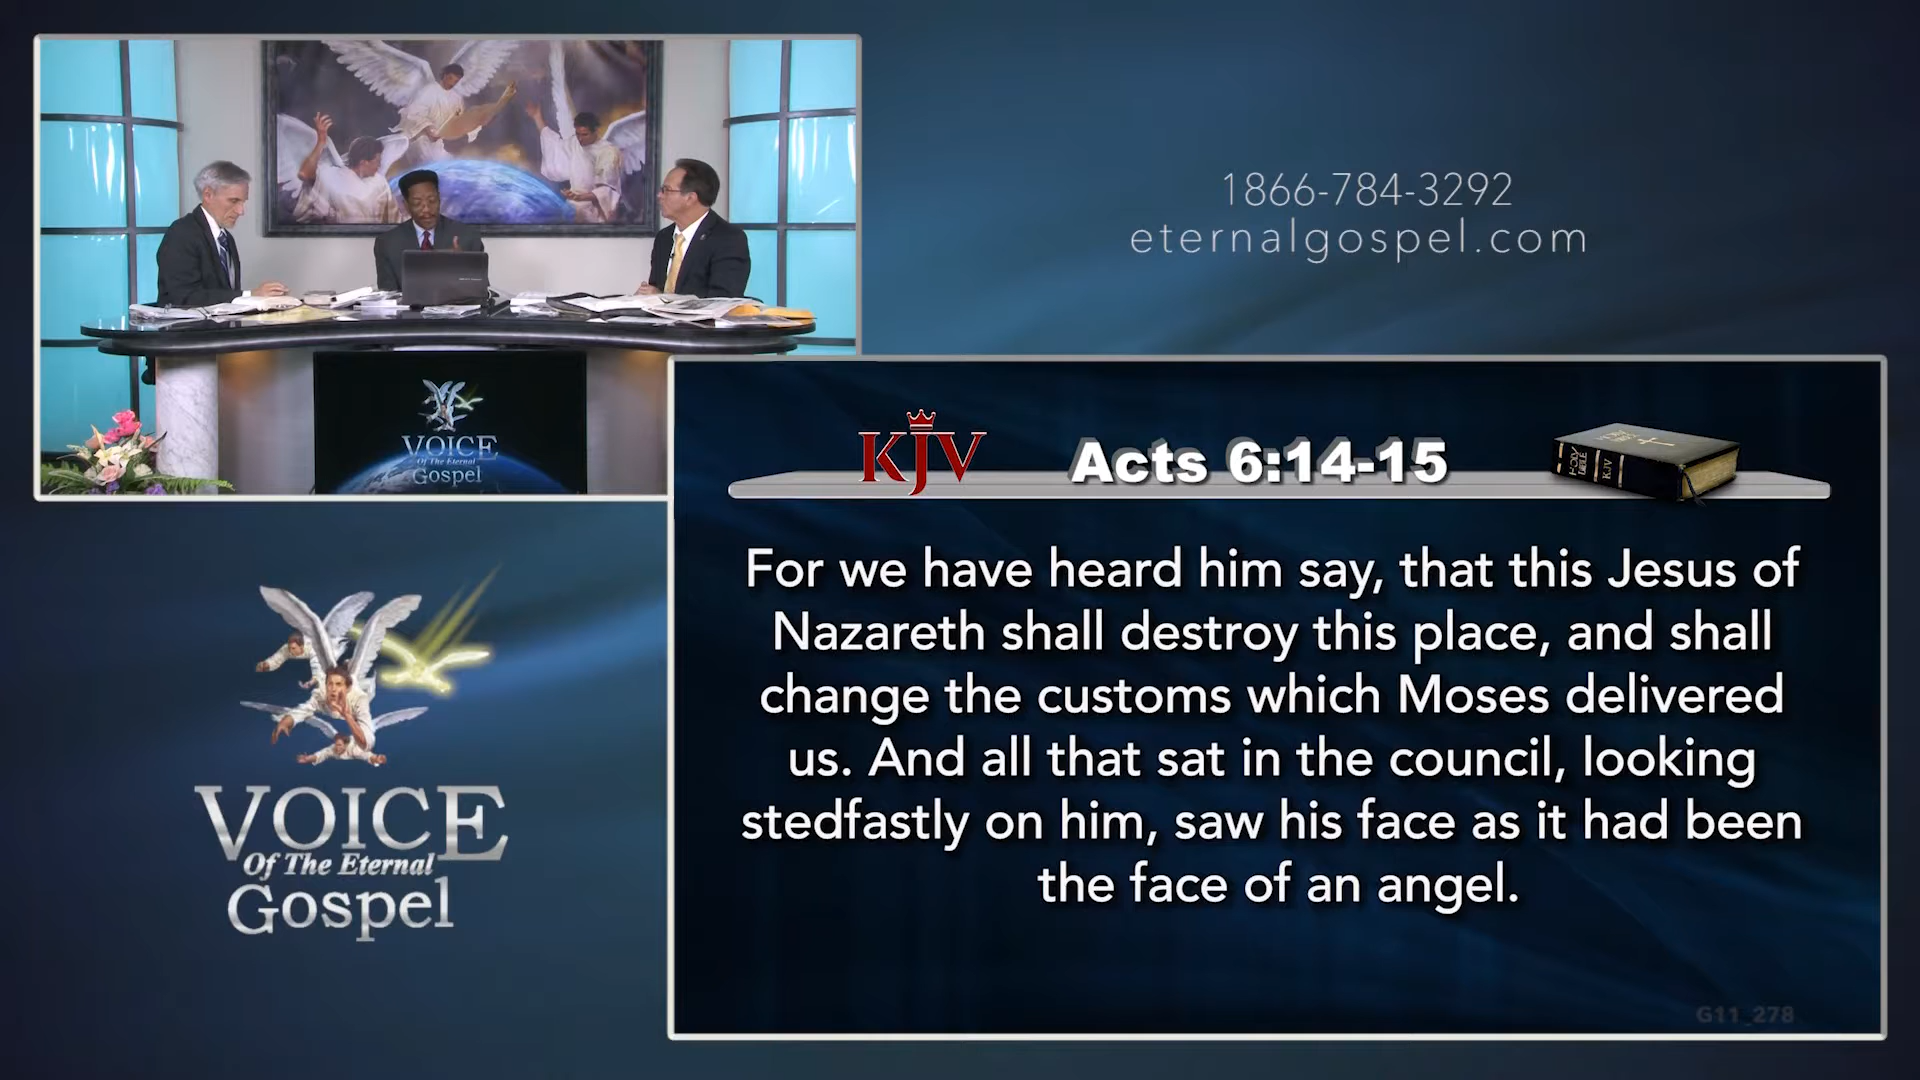 1866-784-3292
eternalgospel.com
VOICE
Of The Eternal
Gospel
KJV
Acts 6:14-15
HOLY
BIBLE
KJV
For we have heard him say, that this Jesus of
Nazareth shall destroy this place, and shall
change the customs which Moses delivered
us. And all that sat in the council, looking
stedfastly on him, saw his face as it had been
the face of an angel.
VOICE
Of The Eternal
Gospel
G11_278